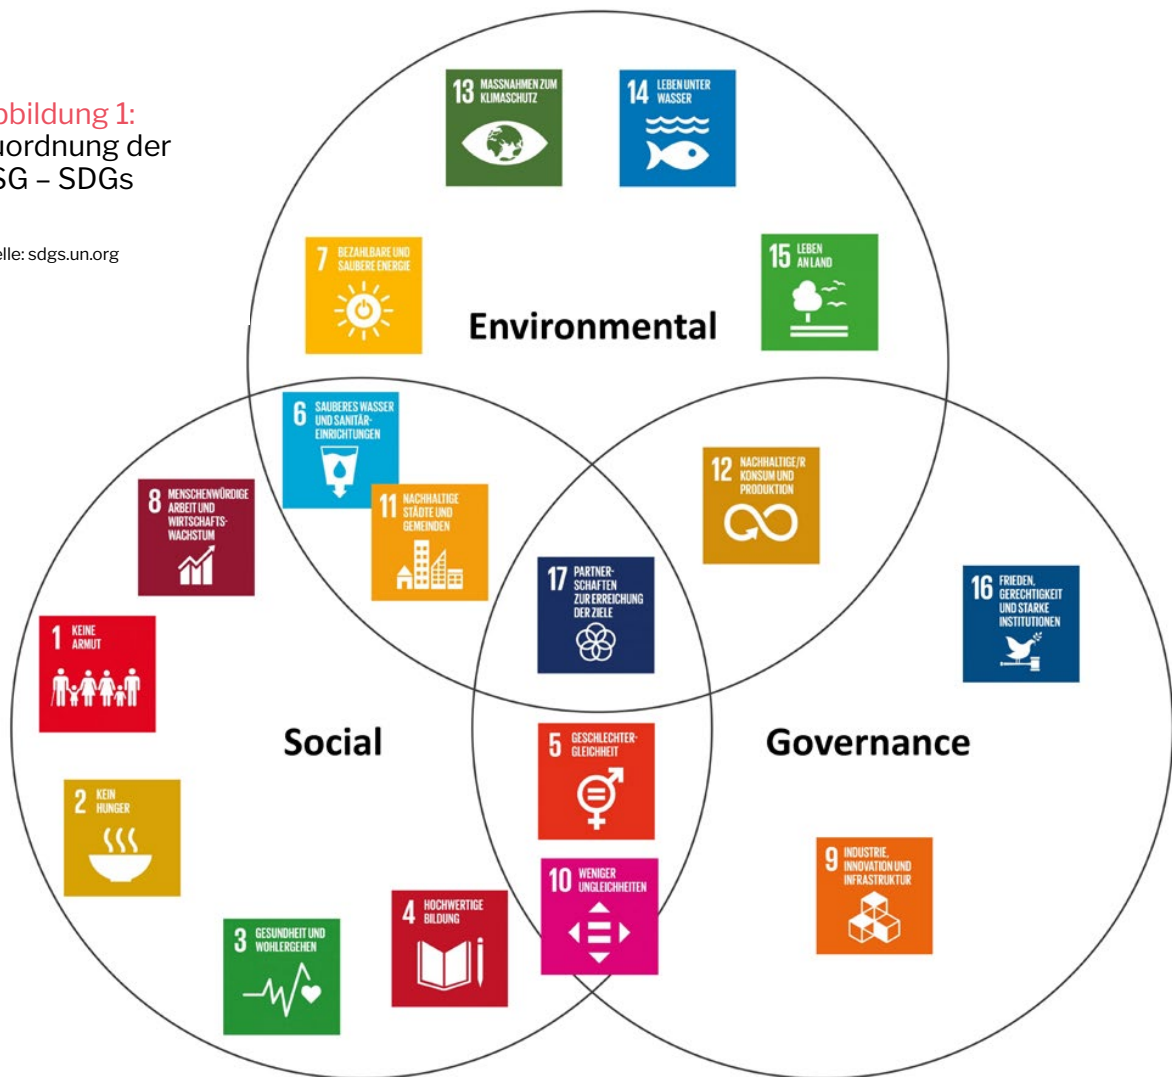 bbildung 1:
uordnung der
SG – SDGs
elle: sdgs.un.org
13 MASSNAHMEN ZUM
KLIMASCHUTZ
14 LEBEN UNTER
WASSER
7 BEZAHLBARE UND
SAUBERE ENERGIE
15 LEBEN
AN LAND
Environmental
6 SAUBERES WASSER
UND SANITÄR-
EINRICHTUNGEN
12 NACHHALTIGE/R
KONSUM UND
PRODUKTION
8 MENSCHENWÜRDIGE
ARBEIT UND
WIRTSCHAFTS-
WACHSTUM
11 NACHHALTIGE
STÄDTE UND
GEMEINDEN
17 PARTNER-
SCHAFTEN
ZUR ERREICHUNG
DER ZIELE
16 FRIEDEN,
GERECHTIGKEIT
UND STARKE
INSTITUTIONEN
1 KEINE
ARMUT
Social
5 GESCHLECHTER-
GLEICHHEIT
Governance
2 KEIN
HUNGER
9 INDUSTRIE,
INNOVATION UND
INFRASTRUKTUR
10 WENIGER
UNGLEICHHEITEN
4 HOCHWERTIGE
BILDUNG
3 GESUNDHEIT UND
WOHLERGEHEN